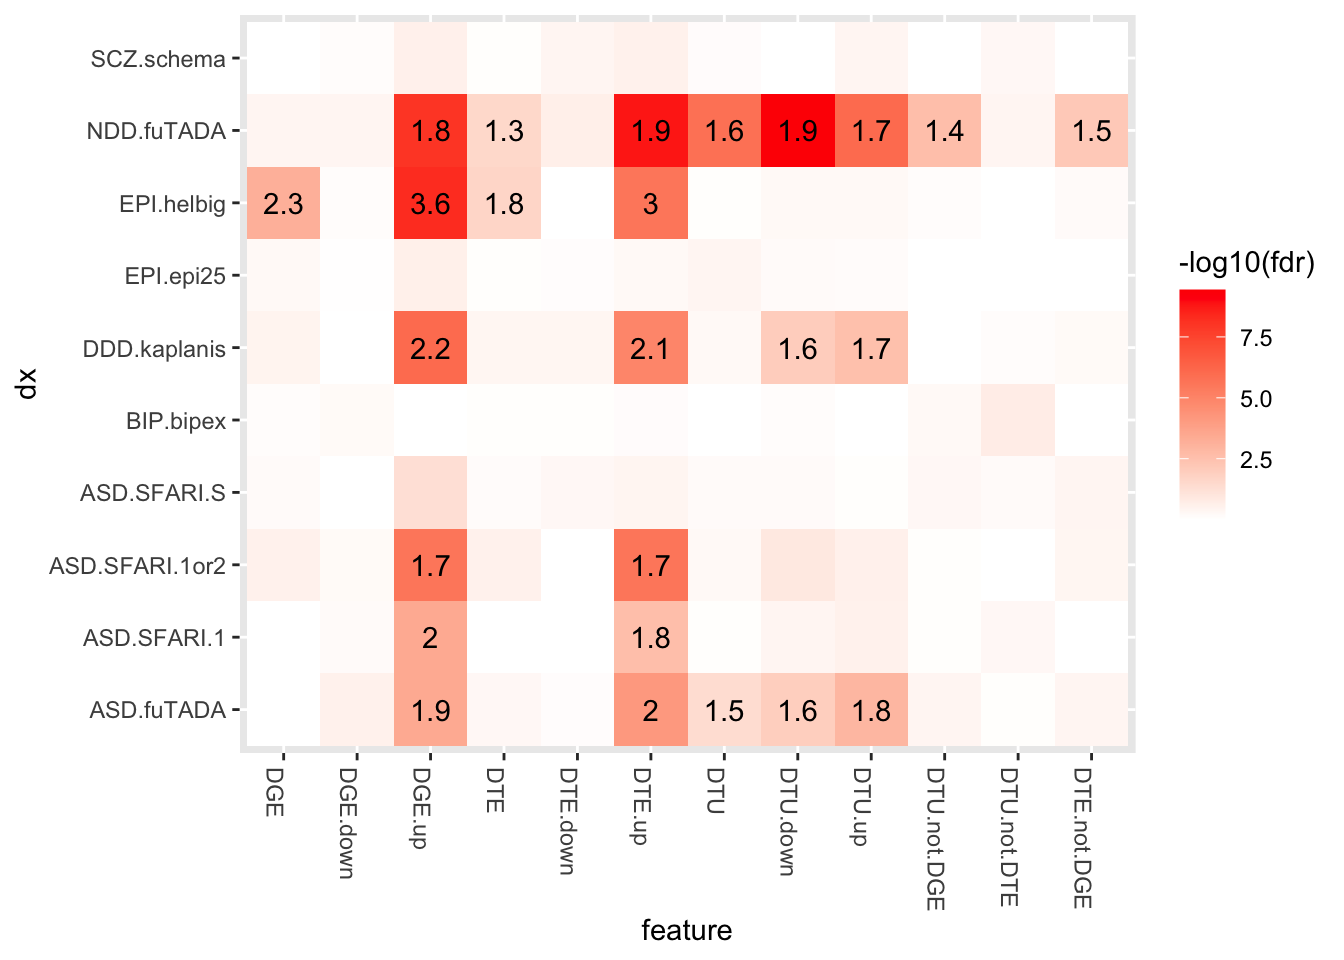 SCZ.schema
NDD.fuTADA 1.8 1.3 1.9 1.6 1.9 1.7 1.4 1.5
EPI.helbig 2.3 3.6 1.8 3
EPI.epi25
DDD.kaplanis 2.2 2.1 1.6 1.7
BIP.bipex
ASD.SFARI.S
ASD.SFARI.1or2 1.7 1.7
ASD.SFARI.1 2 1.8
ASD.fuTADA 1.9 2 1.5 1.6 1.8
dx
DGE
DGE.down
DGE.up
DTE
DTE.down
DTE.up
DTU
DTU.down
DTU.up
DTU.not.DGE
DTU.not.DTE
DTE.not.DGE
feature
-log10(fdr)
7.5
5.0
2.5